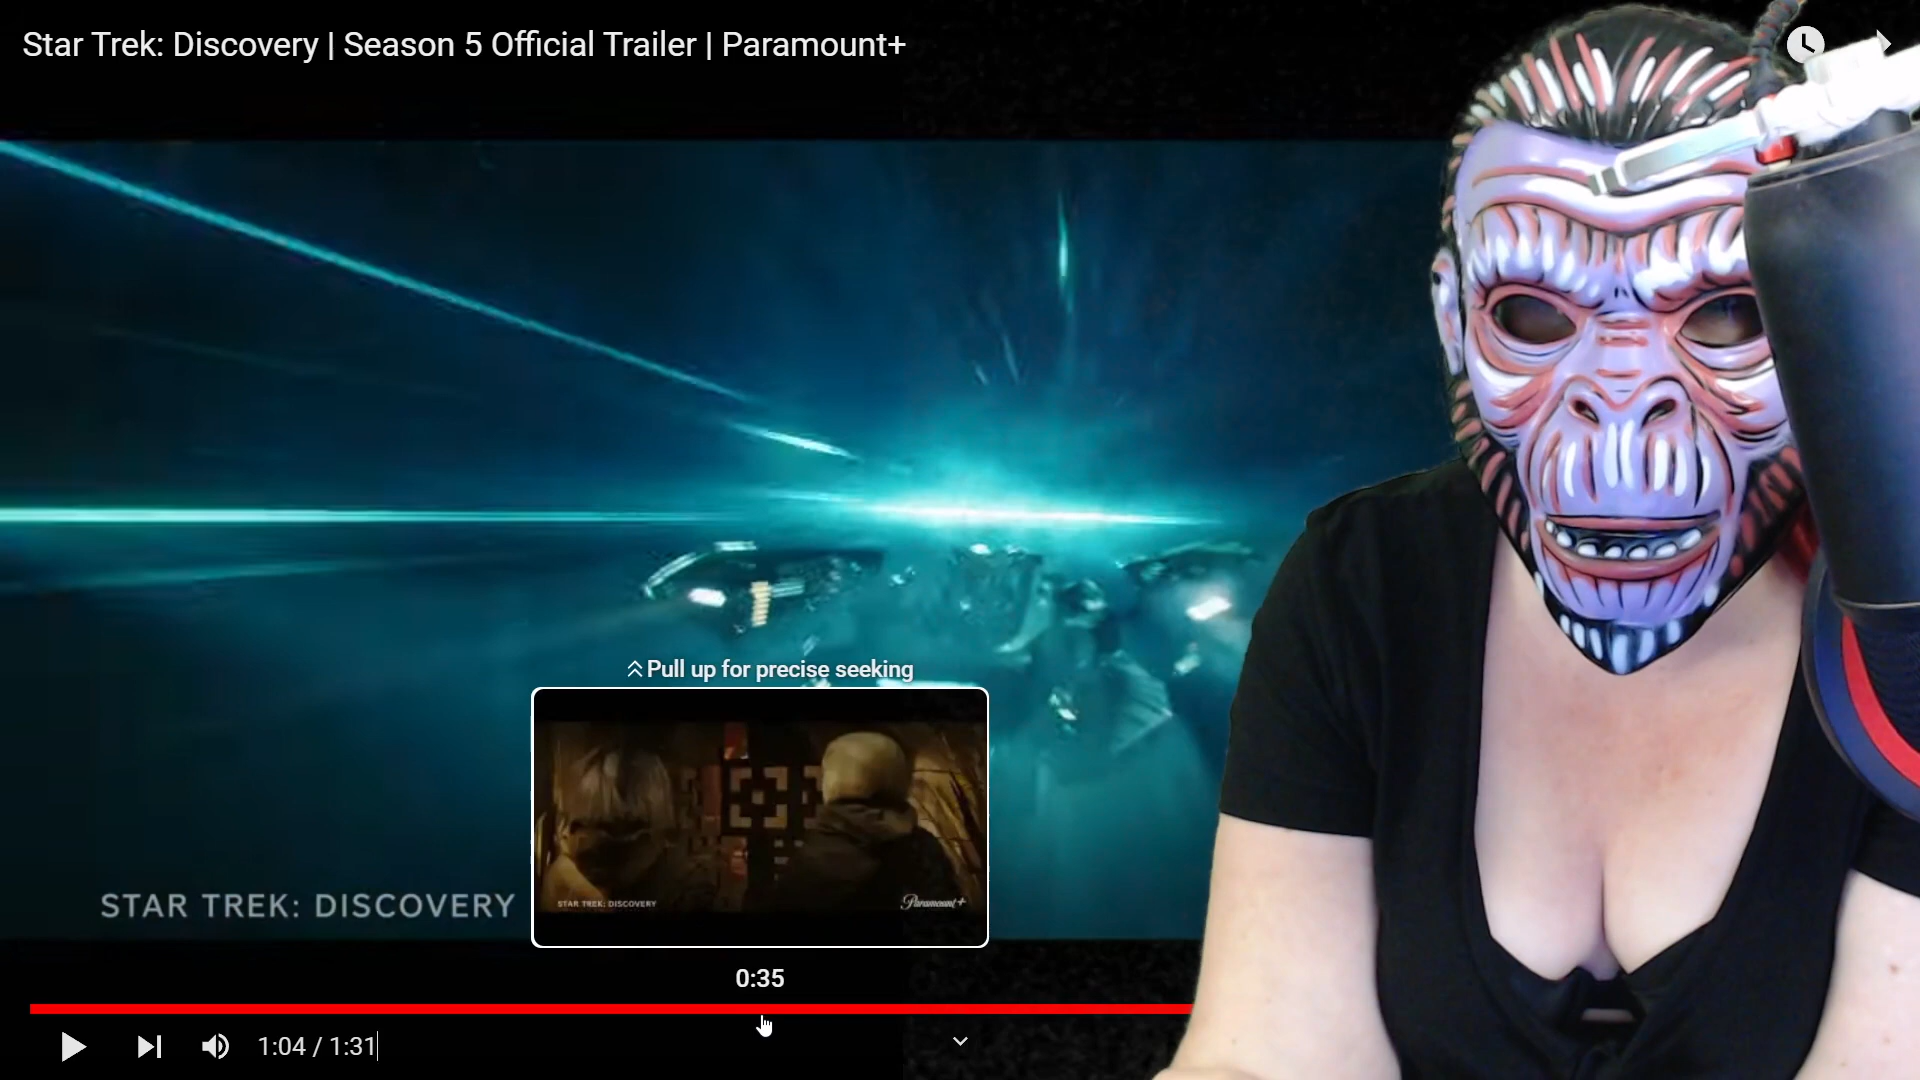 Star Trek: Discovery | Season 5 Official Trailer | Paramount+
Pull up for precise seeking
STAR TREK: DISCOVERY
Paramount+
STAR TREK: DISCOVERY
0:35
1:04 / 1:31